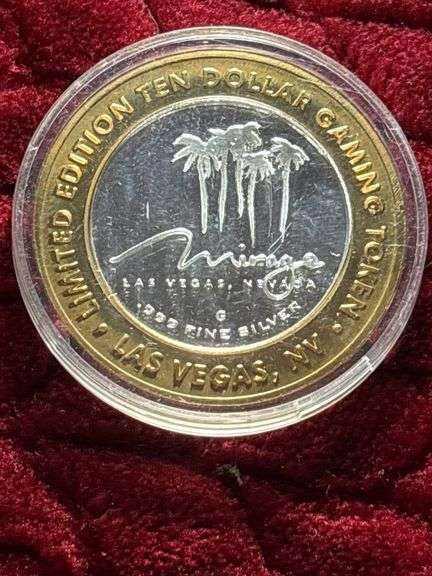 LIMITED EDITION TEN DOLLAR GAMING TOKEN
Mirage
LAS VEGAS, NEVADA
G
.999 FINE SILVER
• LAS VEGAS, NV •